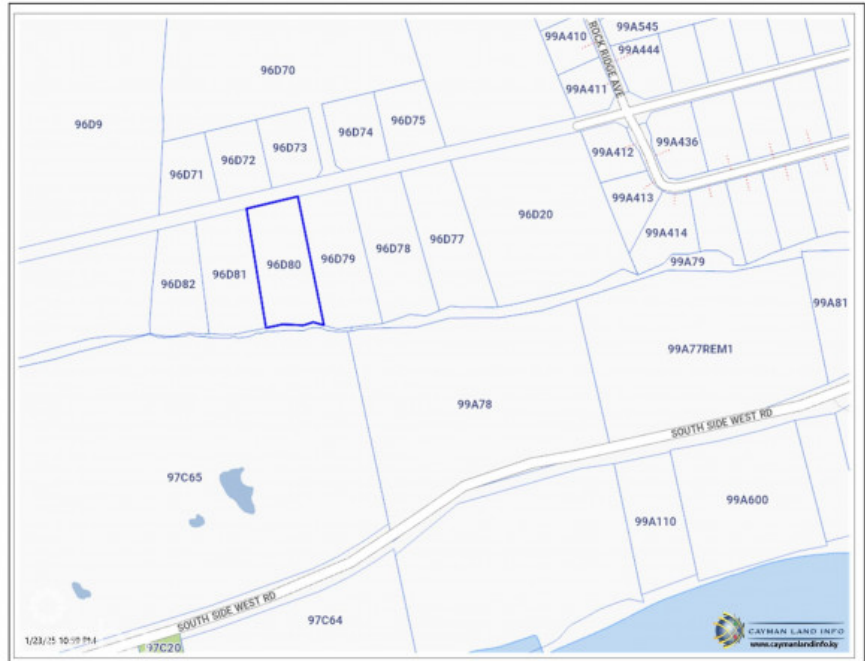 99A545
99A410
99A444
ROCK RIDGE AVE
96D70
99A411
96D9
96D75
96D74
96D73
96D72
96D71
99A436
99A412
99A413
96D20
99A414
96D77
96D78
96D79
96D80
96D81
96D82
99A79
99A81
99A77REM1
99A78
SOUTH SIDE WEST RD
97C65
99A600
99A110
SOUTH SIDE WEST RD
97C64
97C20
CAYMAN LAND INFO
www.caymanlandinfo.ky